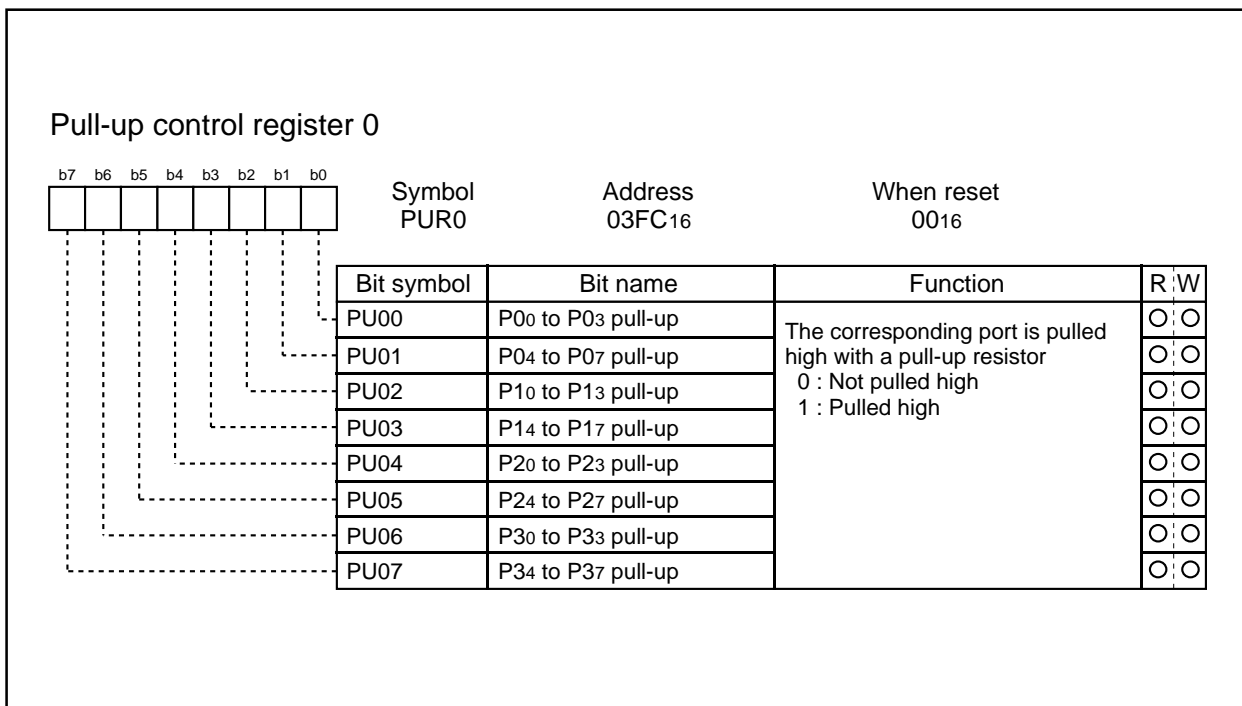 Pull-up control register 0
b7 b6 b5 b4 b3 b2 b1 b0
Symbol Address When reset
PUR0 03FC16 0016
Bit symbol Bit name Function R W
PU00 P00 to P03 pull-up
The corresponding port is pulled
high with a pull-up resistor
0 : Not pulled high
1 : Pulled high
PU01 P04 to P07 pull-up
PU02 P10 to P13 pull-up
PU03 P14 to P17 pull-up
PU04 P20 to P23 pull-up
PU05 P24 to P27 pull-up
PU06 P30 to P33 pull-up
PU07 P34 to P37 pull-up